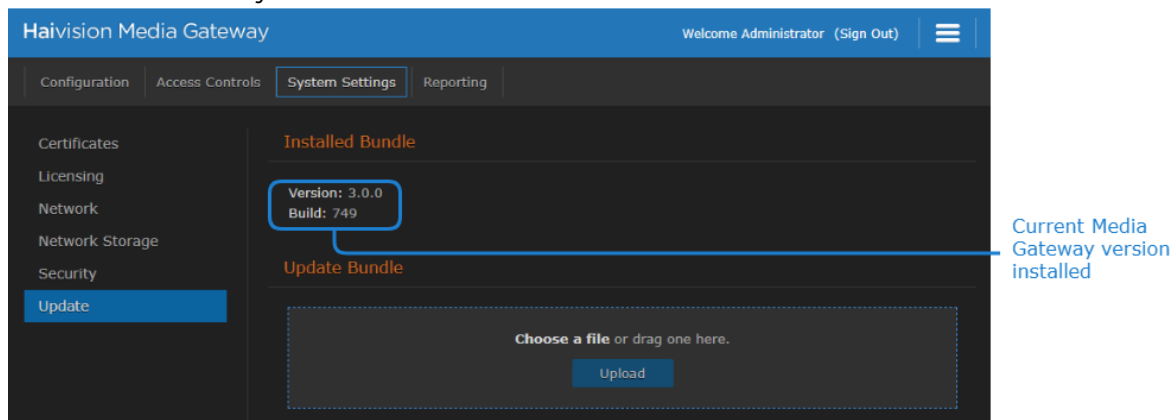 Haivision Media Gateway
Welcome Administrator (Sign Out)
Configuration
Access Controls
System Settings
Reporting
Certificates
Licensing
Network
Network Storage
Security
Update
Installed Bundle
Version: 3.0.0
Build: 749
Update Bundle
Choose a file or drag one here.
Upload
Current Media
Gateway version
installed